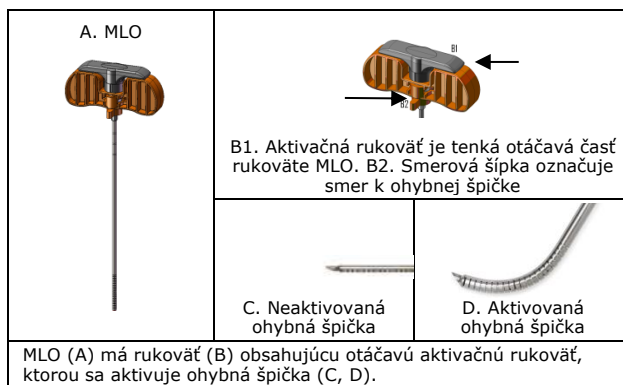 A. MLO
B1
B2
B1. Aktivačná rukoväť je tenká otáčavá časť
rukoväte MLO. B2. Smerová šípka označuje
smer k ohybnej špičke
C. Neaktivovaná
ohybná špička
D. Aktivovaná
ohybná špička
MLO (A) má rukoväť (B) obsahujúcu otáčavú aktivačnú rukoväť,
ktorou sa aktivuje ohybná špička (C, D).